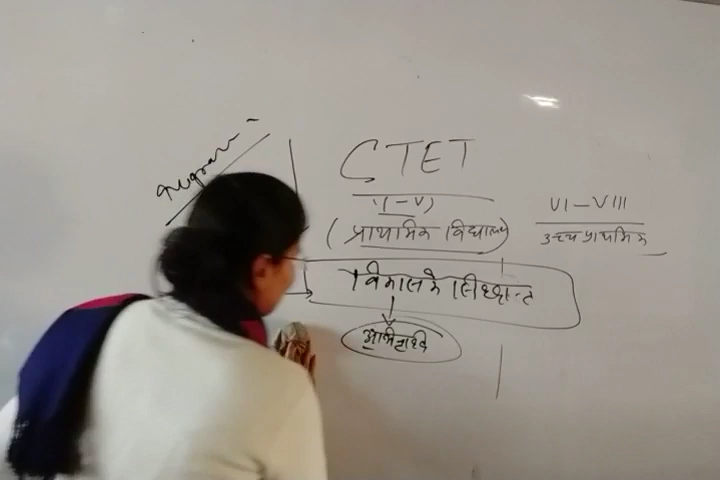 CTET
(I-V)
(प्राथमिक विद्यालय)
VI-VIII
उच्च प्राथमिक
विकास के सिध्धान्त